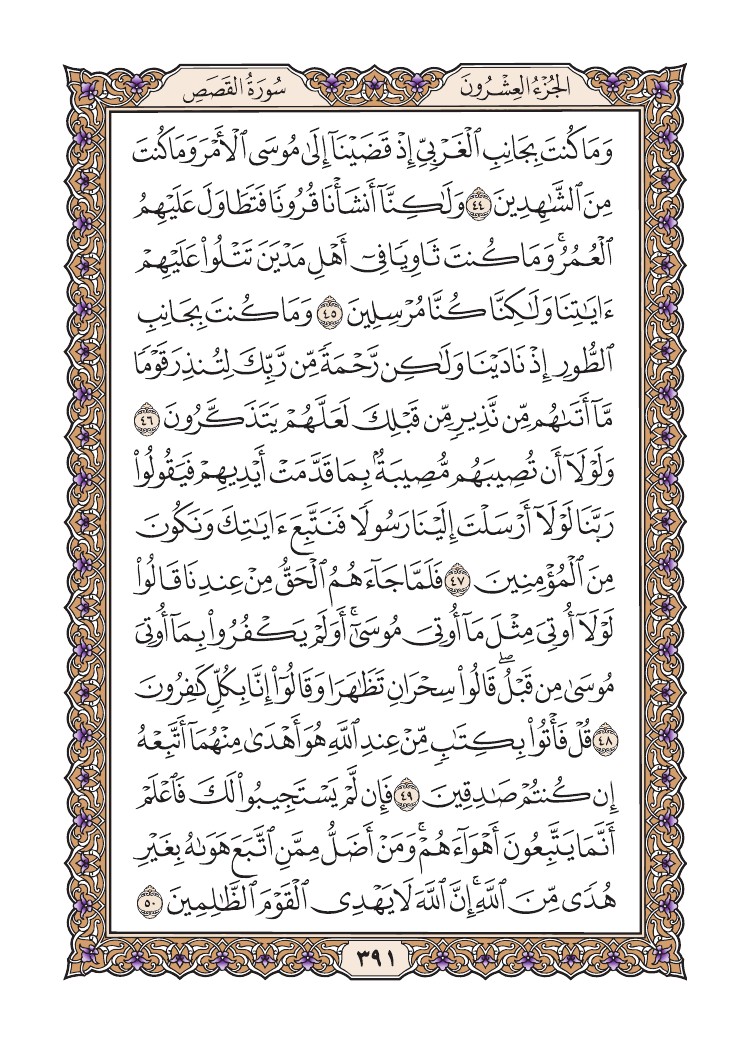 الجُزْءُ العِشْرُونَ
سُورَةُ القَصَصِ
وَمَا كُنتَ بِجَانِبِ ٱلْغَرْبِيِّ إِذْ قَضَيْنَآ إِلَىٰ مُوسَى ٱلْأَمْرَ وَمَا كُنتَ
مِنَ ٱلشَّٰهِدِينَ ٤٤ وَلَٰكِنَّآ أَنشَأْنَا قُرُونًا فَتَطَاوَلَ عَلَيْهِمُ
ٱلْعُمُرُۚ وَمَا كُنتَ ثَاوِيًا فِىٓ أَهْلِ مَدْيَنَ تَتْلُوا۟ عَلَيْهِمْ
ءَايَٰتِنَا وَلَٰكِنَّا كُنَّا مُرْسِلِينَ ٤٥ وَمَا كُنتَ بِجَانِبِ
ٱلطُّورِ إِذْ نَادَيْنَا وَلَٰكِن رَّحْمَةً مِّن رَّبِّكَ لِتُنذِرَ قَوْمًا
مَّآ أَتَىٰهُم مِّن نَّذِيرٍ مِّن قَبْلِكَ لَعَلَّهُمْ يَتَذَكَّرُونَ ٤٦
وَلَوْلَآ أَن تُصِيبَهُم مُّصِيبَةٌۢ بِمَا قَدَّمَتْ أَيْدِيهِمْ فَيَقُولُوا۟
رَبَّنَا لَوْلَآ أَرْسَلْتَ إِلَيْنَا رَسُولًا فَنَتَّبِعَ ءَايَٰتِكَ وَنَكُونَ
مِنَ ٱلْمُؤْمِنِينَ ٤٧ فَلَمَّا جَآءَهُمُ ٱلْحَقُّ مِنْ عِندِنَا قَالُوا۟
لَوْلَآ أُوتِىَ مِثْلَ مَآ أُوتِىَ مُوسَىٰٓۚ أَوَلَمْ يَكْفُرُوا۟ بِمَآ أُوتِىَ
مُوسَىٰ مِن قَبْلُۖ قَالُوا۟ سِحْرَانِ تَظَٰهَرَا وَقَالُوٓا۟ إِنَّا بِكُلٍّ كَٰفِرُونَ
٤٨ قُلْ فَأْتُوا۟ بِكِتَٰبٍ مِّنْ عِندِ ٱللَّهِ هُوَ أَهْدَىٰ مِنْهُمَآ أَتَّبِعْهُ
إِن كُنتُمْ صَٰدِقِينَ ٤٩ فَإِن لَّمْ يَسْتَجِيبُوا۟ لَكَ فَٱعْلَمْ
أَنَّمَا يَتَّبِعُونَ أَهْوَآءَهُمْۚ وَمَنْ أَضَلُّ مِمَّنِ ٱتَّبَعَ هَوَىٰهُ بِغَيْرِ
هُدًى مِّنَ ٱللَّهِۚ إِنَّ ٱللَّهَ لَا يَهْدِى ٱلْقَوْمَ ٱلظَّٰلِمِينَ ٥٠
٣٩١